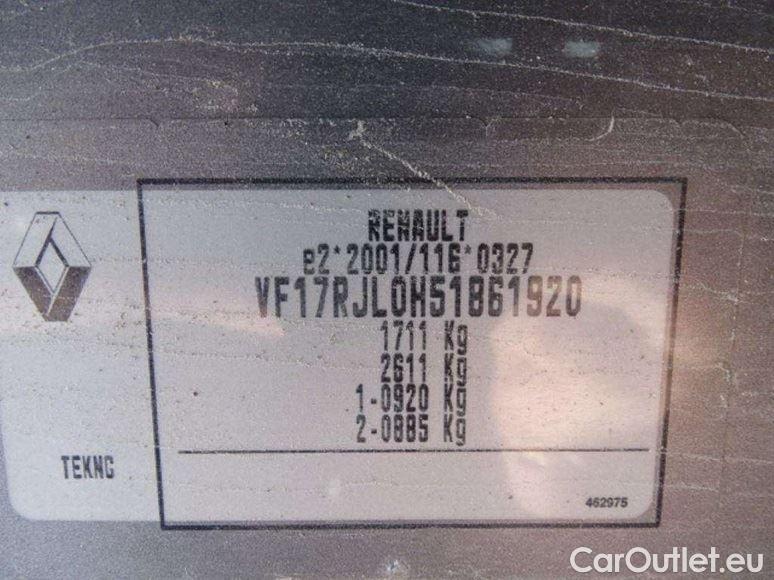 RENAULT
e2*2001/116*0327
VF17RJL0H51861920
1711 Kg
2611 Kg
1-0920 Kg
2-0885 Kg
TEKNG
462975
CarOutlet.eu